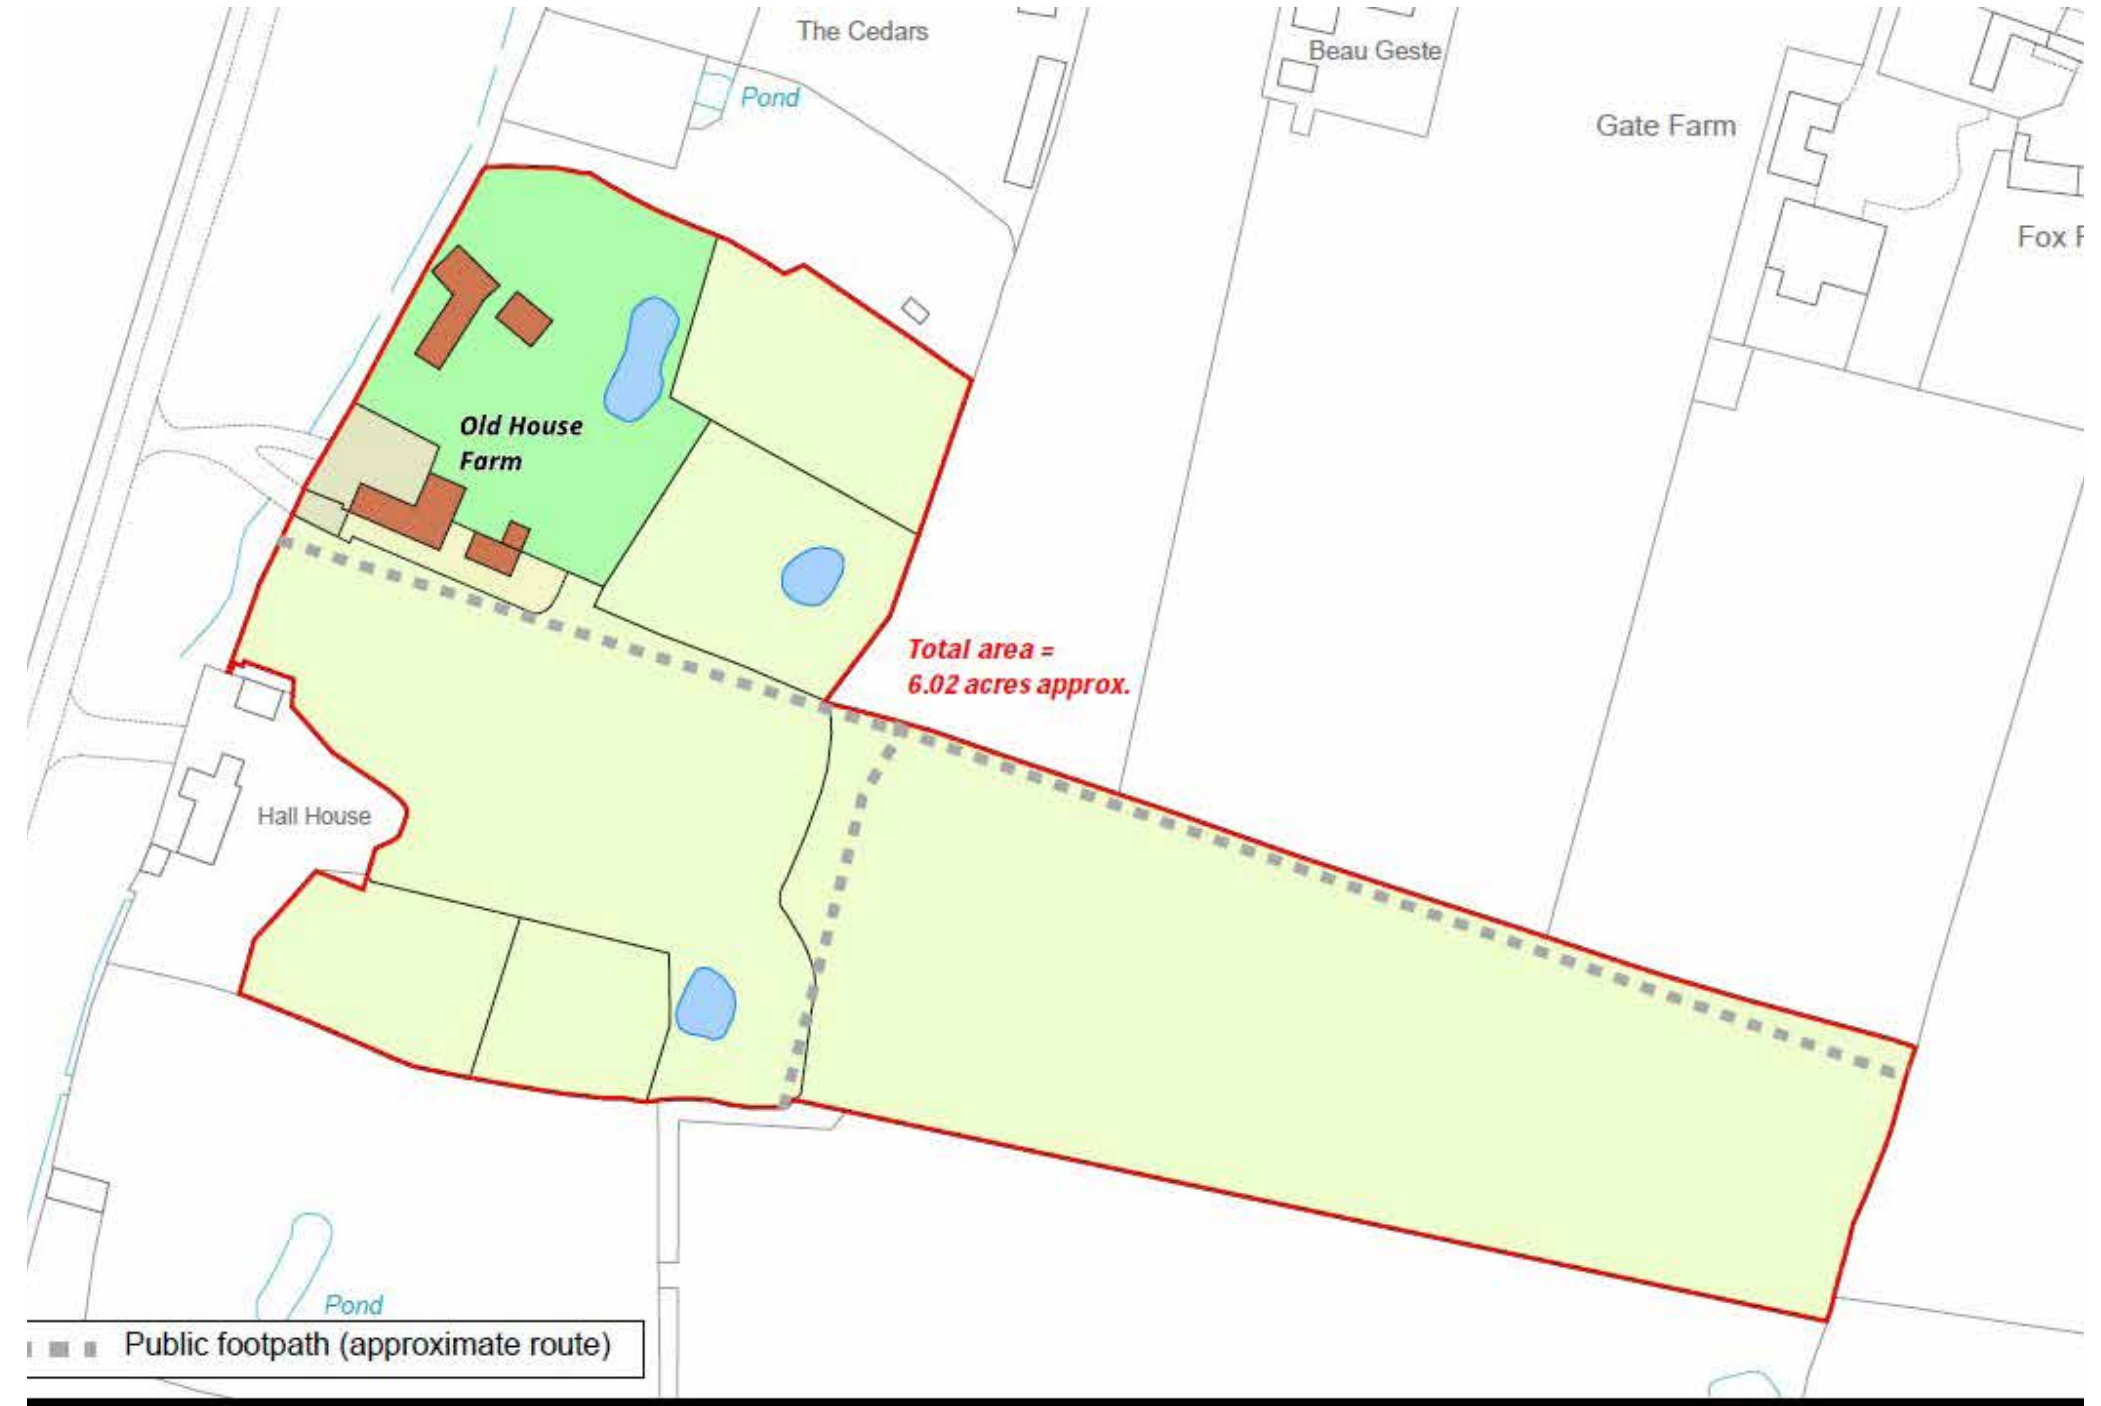 The Cedars
Beau Geste
Pond
Gate Farm
Fox
Old House
Farm
Total area =
6.02 acres approx.
Hall House
Pond
Public footpath (approximate route)